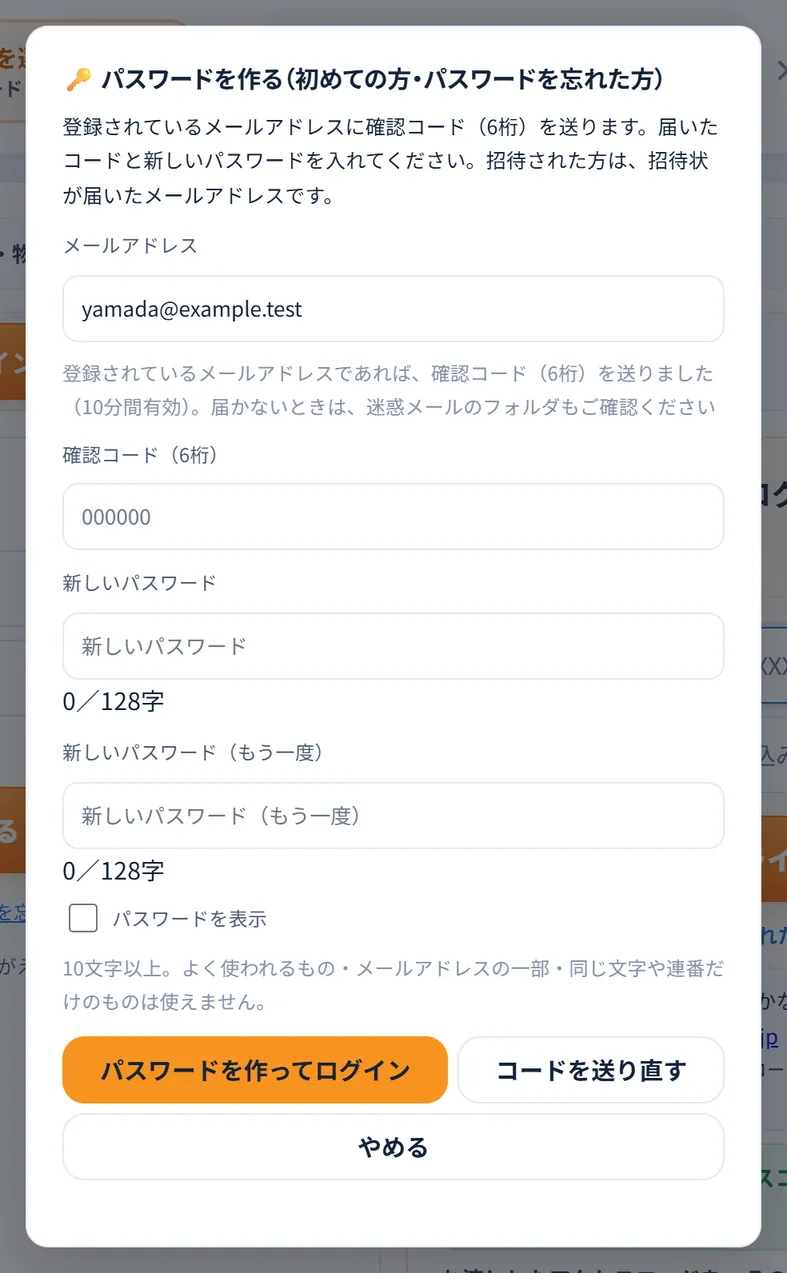 🔑 パスワードを作る（初めての方・パスワードを忘れた方）
登録されているメールアドレスに確認コード（6桁）を送ります。届いた
コードと新しいパスワードを入れてください。招待された方は、招待状
が届いたメールアドレスです。
メールアドレス
yamada@example.test
登録されているメールアドレスであれば、確認コード（6桁）を送りました
（10分間有効）。届かないときは、迷惑メールのフォルダもご確認ください
確認コード（6桁）
000000
新しいパスワード
新しいパスワード
0／128字
新しいパスワード（もう一度）
新しいパスワード（もう一度）
0／128字
パスワードを表示
10文字以上。よく使われるもの・メールアドレスの一部・同じ文字や連番だ
けのものは使えません。
パスワードを作ってログイン
コードを送り直す
やめる